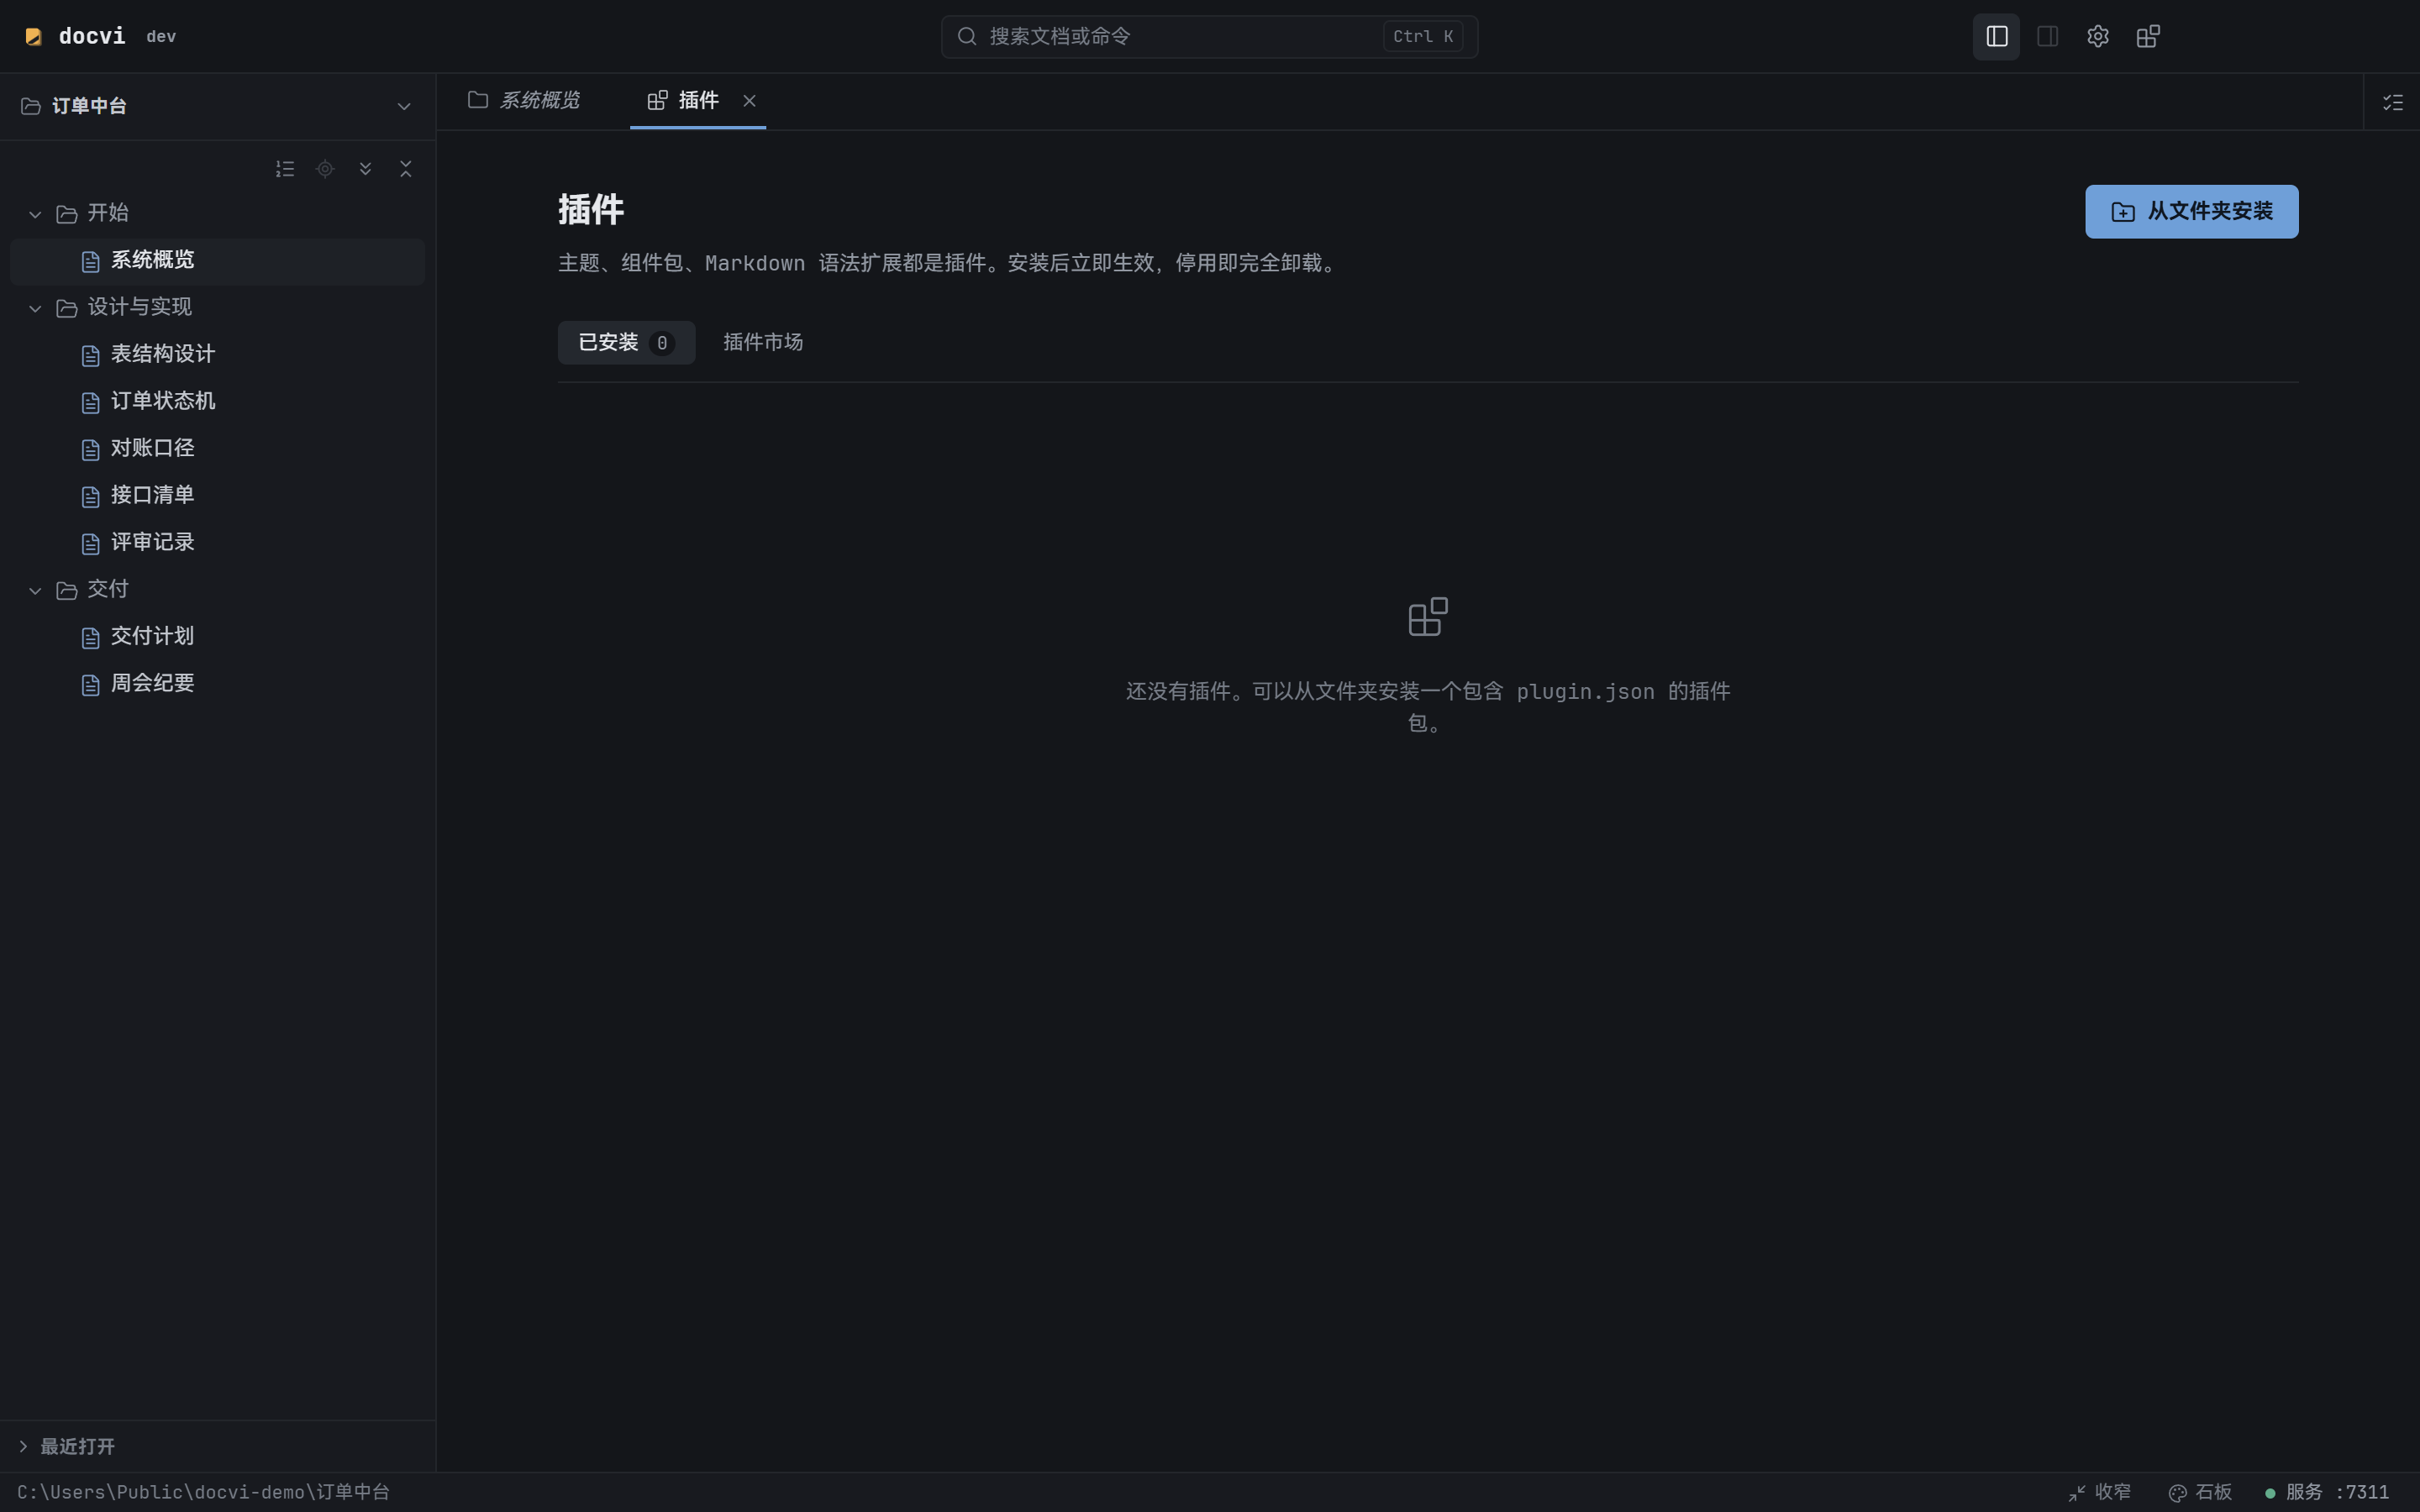 docvi dev
搜索文档或命令 Ctrl K
订单中台
系统概览 插件
开始
系统概览
设计与实现
表结构设计
订单状态机
对账口径
接口清单
评审记录
交付
交付计划
周会纪要
最近打开
插件
从文件夹安装
主题、组件包、Markdown 语法扩展都是插件。安装后立即生效，停用即完全卸载。
已安装 0 插件市场
还没有插件。可以从文件夹安装一个包含 plugin.json 的插件
包。
C:\Users\Public\docvi-demo\订单中台
收窄 石板 服务 :7311